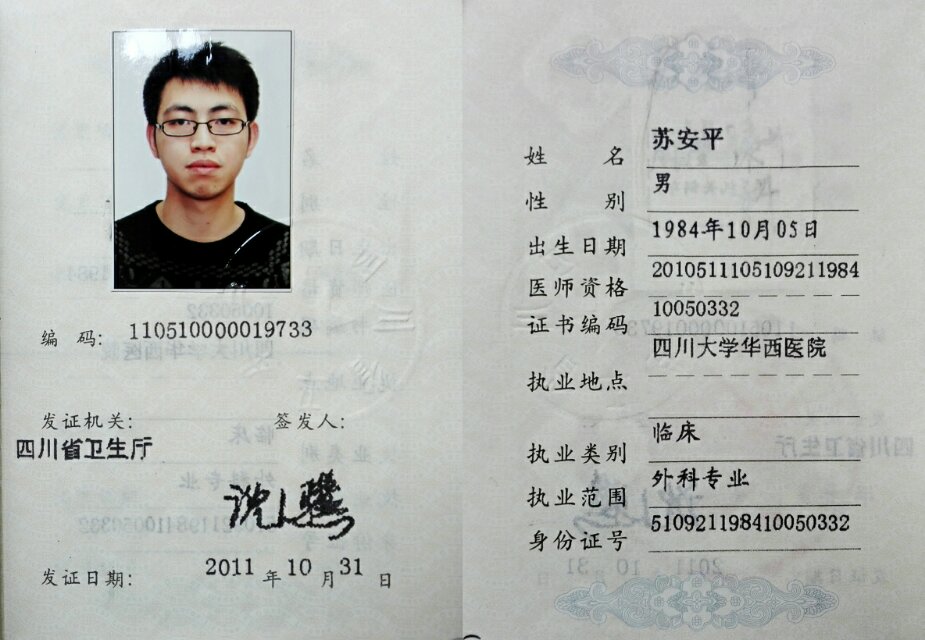 编 码: 110510000019733
发证机关: 签发人:
四川省卫生厅
发证日期: 2011 年 10 月 31 日
姓 名 苏安平
性 别 男
出生日期 1984年10月05日
医师资格 2010511105109211984
证书编码 10050332
执业地点 四川大学华西医院
执业类别 临床
执业范围 外科专业
身份证号 510921198410050332